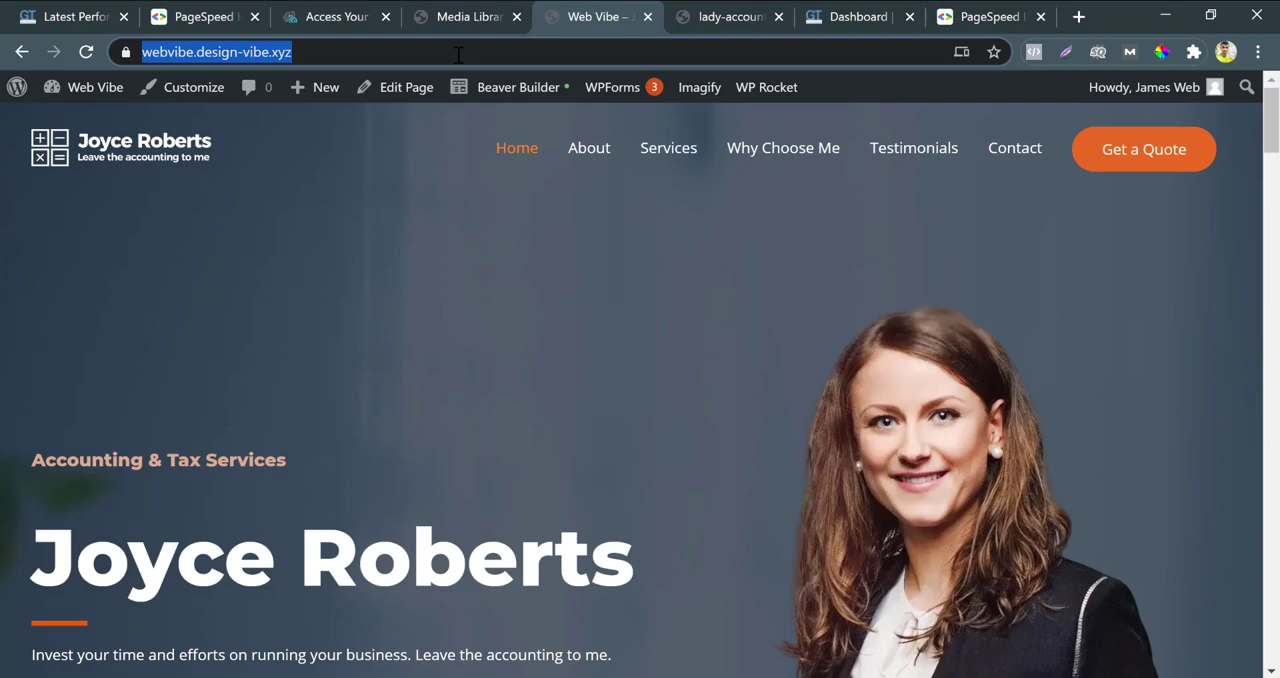 Latest Perfo
PageSpeed I
Access Your
Media Librar
Web Vibe – J
lady-account
Dashboard |
PageSpeed I
webvibe.design-vibe.xyz
Web Vibe
Customize
0
New
Edit Page
Beaver Builder
WPForms 3
Imagify
WP Rocket
Howdy, James Web
Joyce Roberts
Leave the accounting to me
Home
About
Services
Why Choose Me
Testimonials
Contact
Get a Quote
Accounting & Tax Services
Joyce Roberts
Invest your time and efforts on running your business. Leave the accounting to me.